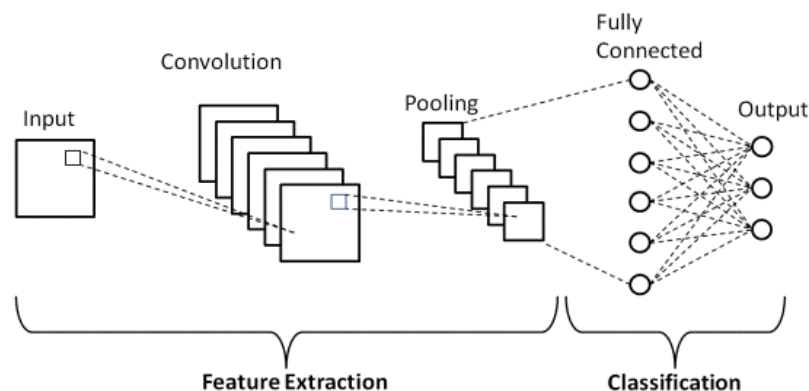 Input
Convolution
Pooling
Fully
Connected
Output
Feature Extraction
Classification